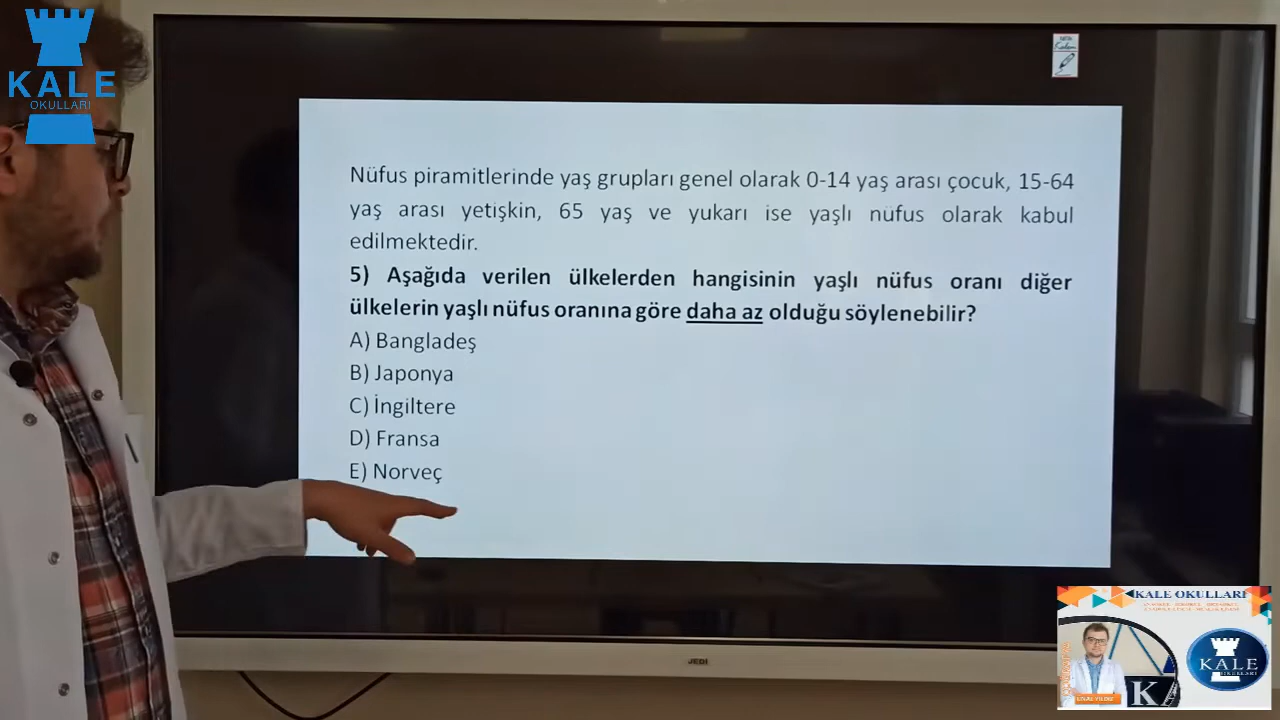 KALE
OKULLARI
Kalem
Nüfus piramitlerinde yaş grupları genel olarak 0-14 yaş arası çocuk, 15-64
yaş arası yetişkin, 65 yaş ve yukarı ise yaşlı nüfus olarak kabul
edilmektedir.
5) Aşağıda verilen ülkelerden hangisinin yaşlı nüfus oranı diğer
ülkelerin yaşlı nüfus oranına göre daha az olduğu söylenebilir?
A) Bangladeş
B) Japonya
C) İngiltere
D) Fransa
E) Norveç
JEDI
KALE OKULLARI
K
KALE
OKULLARI